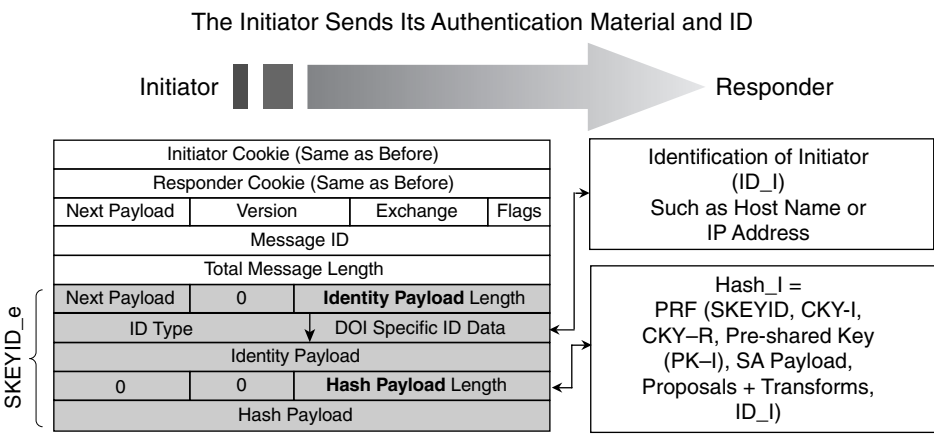 The Initiator Sends Its Authentication Material and ID
Initiator
Responder
Initiator Cookie (Same as Before)
Responder Cookie (Same as Before)
Next Payload Version Exchange Flags
Message ID
Total Message Length
Next Payload 0 Identity Payload Length
ID Type DOI Specific ID Data
Identity Payload
0 0 Hash Payload Length
Hash Payload
SKEYID_e
Identification of Initiator
(ID_I)
Such as Host Name or
IP Address
Hash_I =
PRF (SKEYID, CKY-I,
CKY–R, Pre-shared Key
(PK–I), SA Payload,
Proposals + Transforms,
ID_I)